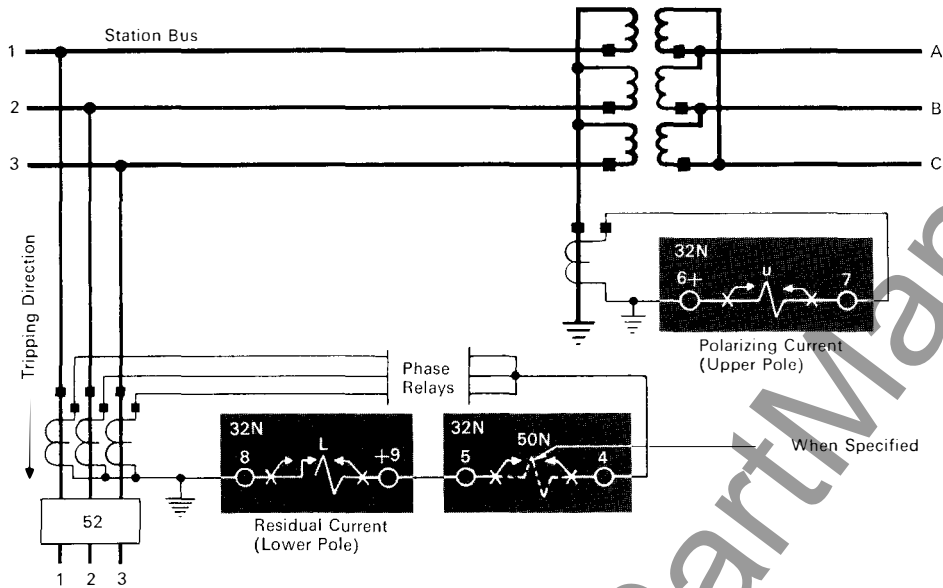 Station Bus
1
A
2
B
3
C
Tripping Direction
32N
6+
u
7
Polarizing Current
(Upper Pole)
Phase
Relays
32N
8
L
+9
32N
5
50N
4
When Specified
Residual Current
(Lower Pole)
52
1 2 3